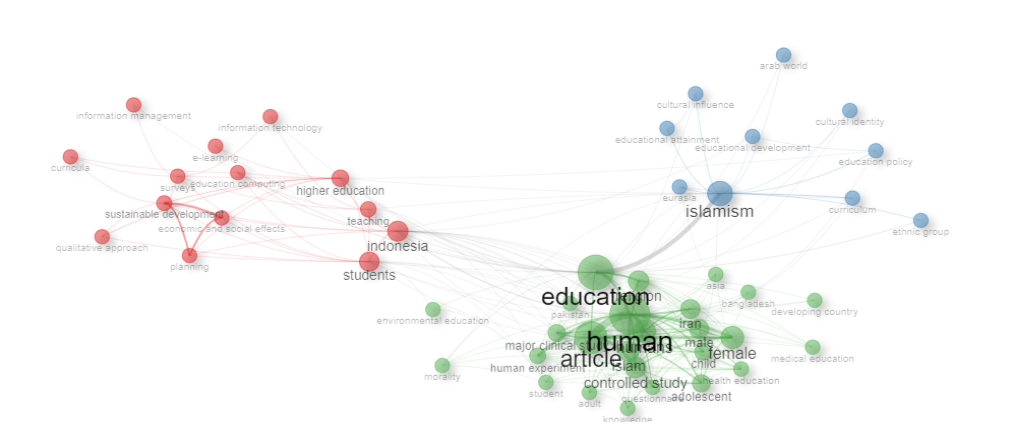 arab world
cultural influence
information management
cultural identity
information technology
educational attainment
educational development
e-learning
education policy
curricula
surveys
education computing
higher education
eurasia
islamism
curriculum
sustainable development
teaching
economic and social effects
ethnic group
indonesia
qualitative approach
planning
students
asia
education
religion
bangladesh
developing country
pakistan
environmental education
iran
human
humans
male
major clinical study
female
article
medical education
child
human experiment
islam
morality
controlled study
health education
student
questionnaire
adolescent
adult
knowledge